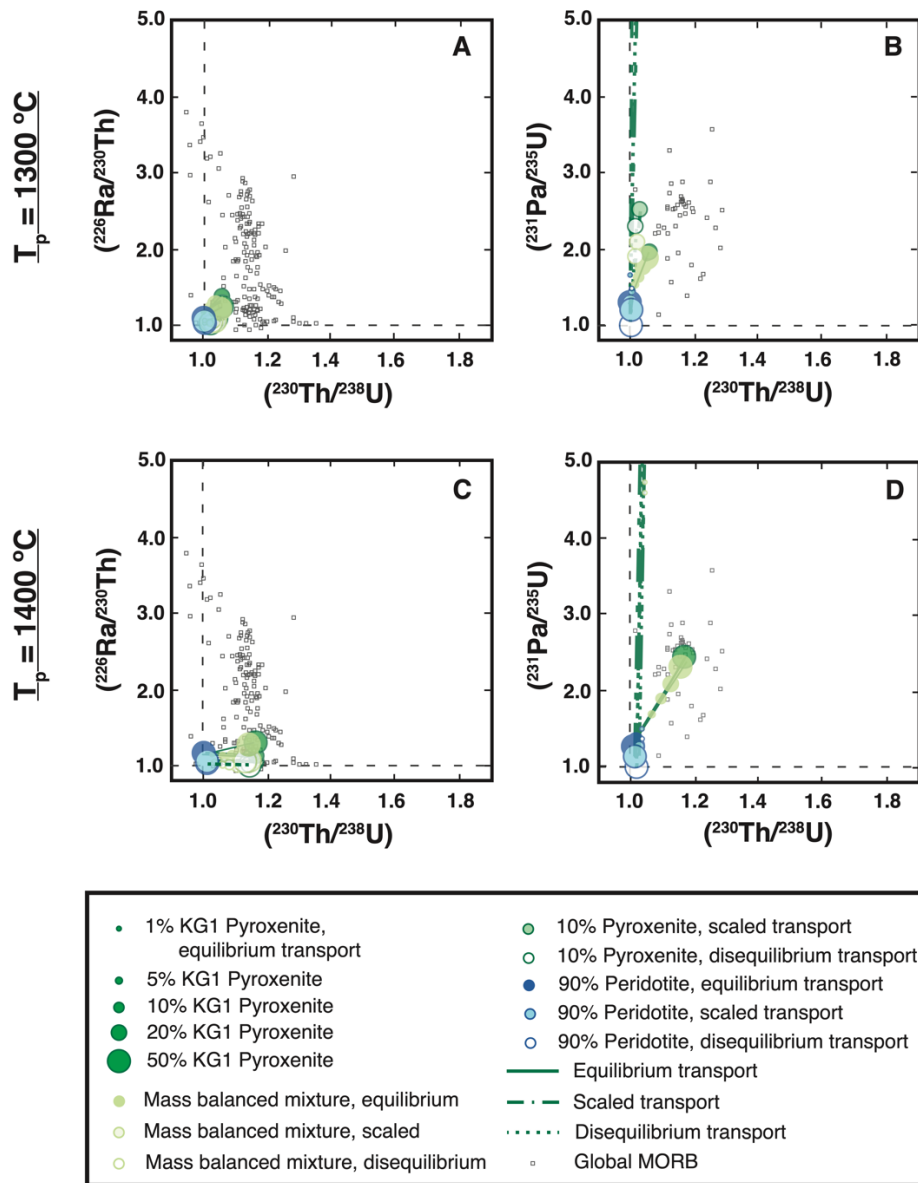 T_p = 1300 ºC
A
5.0
4.0
3.0
2.0
1.0
(²²⁶Ra/²³⁰Th)
1.0 1.2 1.4 1.6 1.8
(²³⁰Th/²³⁸U)
B
5.0
4.0
3.0
2.0
1.0
(²³¹Pa/²³⁵U)
1.0 1.2 1.4 1.6 1.8
(²³⁰Th/²³⁸U)
T_p = 1400 ºC
C
5.0
4.0
3.0
2.0
1.0
(²²⁶Ra/²³⁰Th)
1.0 1.2 1.4 1.6 1.8
(²³⁰Th/²³⁸U)
D
5.0
4.0
3.0
2.0
1.0
(²³¹Pa/²³⁵U)
1.0 1.2 1.4 1.6 1.8
(²³⁰Th/²³⁸U)
1% KG1 Pyroxenite,
equilibrium transport
5% KG1 Pyroxenite
10% KG1 Pyroxenite
20% KG1 Pyroxenite
50% KG1 Pyroxenite
Mass balanced mixture, equilibrium
Mass balanced mixture, scaled
Mass balanced mixture, disequilibrium
10% Pyroxenite, scaled transport
10% Pyroxenite, disequilibrium transport
90% Peridotite, equilibrium transport
90% Peridotite, scaled transport
90% Peridotite, disequilibrium transport
Equilibrium transport
Scaled transport
Disequilibrium transport
Global MORB